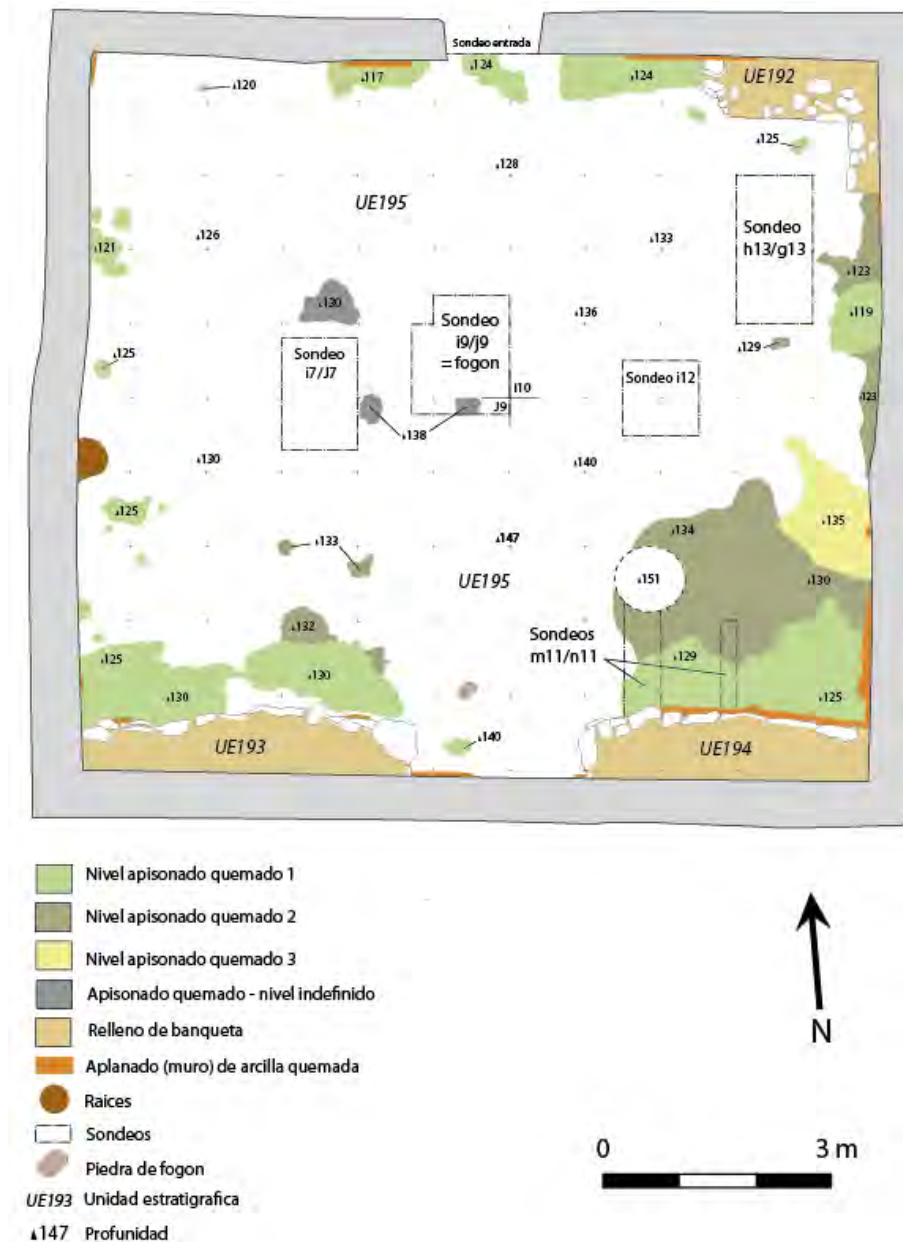 Sondeo entrada
▴117
▴124
▴124
UE192
▴120
▴125
▴128
UE195
▴126
▴133
Sondeo
h13/g13
▴121
▴123
▴130
Sondeo
i9/j9
=fogon
▴136
▴119
Sondeo
i7/J7
▴129
▴125
Sondeo i12
i10
J9
▴123
▴138
▴130
▴140
▴125
▴135
▴134
▴133
▴147
UE195
▴151
▴130
▴132
Sondeos
m11/n11
▴125
▴129
▴130
▴130
▴125
▴140
UE193
UE194
Nivel apisonado quemado 1
Nivel apisonado quemado 2
Nivel apisonado quemado 3
Apisonado quemado - nivel indefinido
Relleno de banqueta
Aplanado (muro) de arcilla quemada
Raices
Sondeos
Piedra de fogon
UE193 Unidad estratigrafica
▴147 Profunidad
N
0 3 m